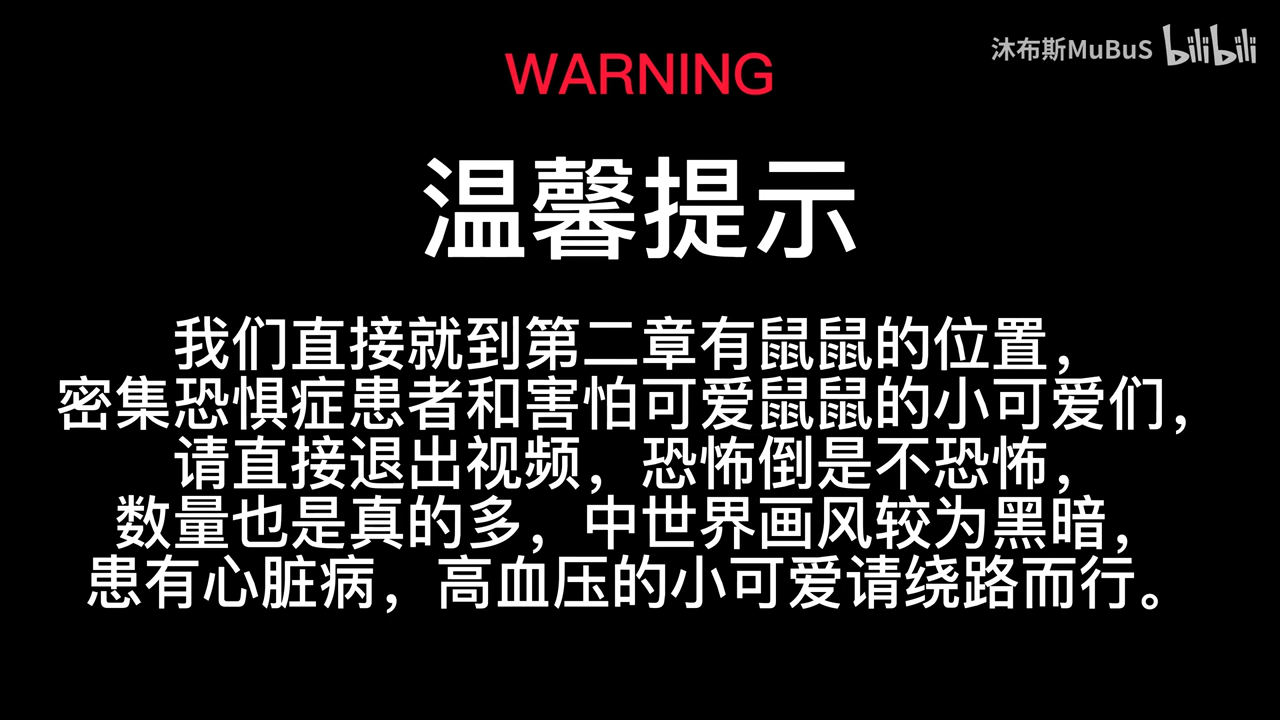 沐布斯MuBuS bilibili
WARNING
温馨提示
我们直接就到第二章有鼠鼠的位置，
密集恐惧症患者和害怕可爱鼠鼠的小可爱们，
请直接退出视频，恐怖倒是不恐怖，
数量也是真的多，中世界画风较为黑暗，
患有心脏病，高血压的小可爱请绕路而行。